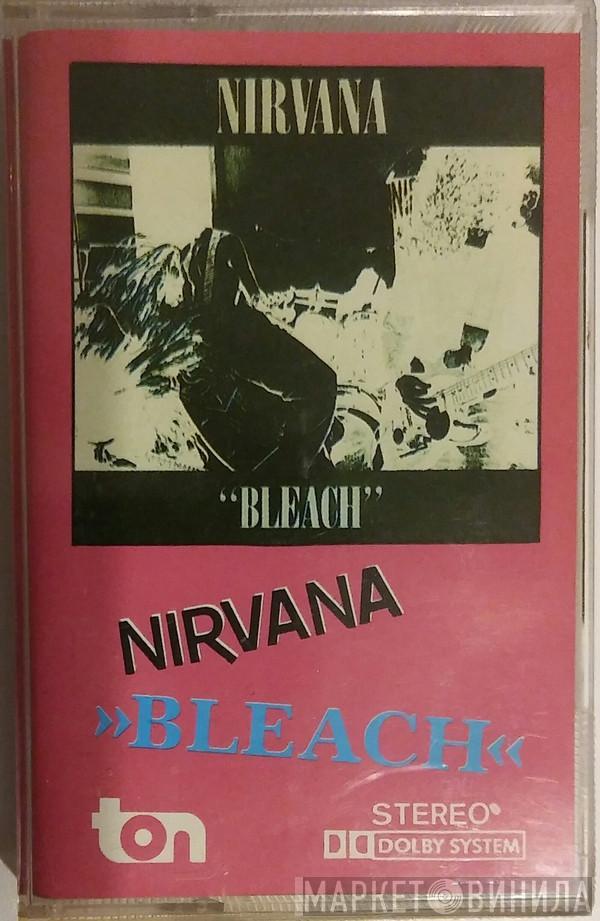 NIRVANA
“BLEACH”
NIRVANA
»BLEACH«
ton
STEREO
DOLBY SYSTEM
МАРКЕТ ВИНИЛА